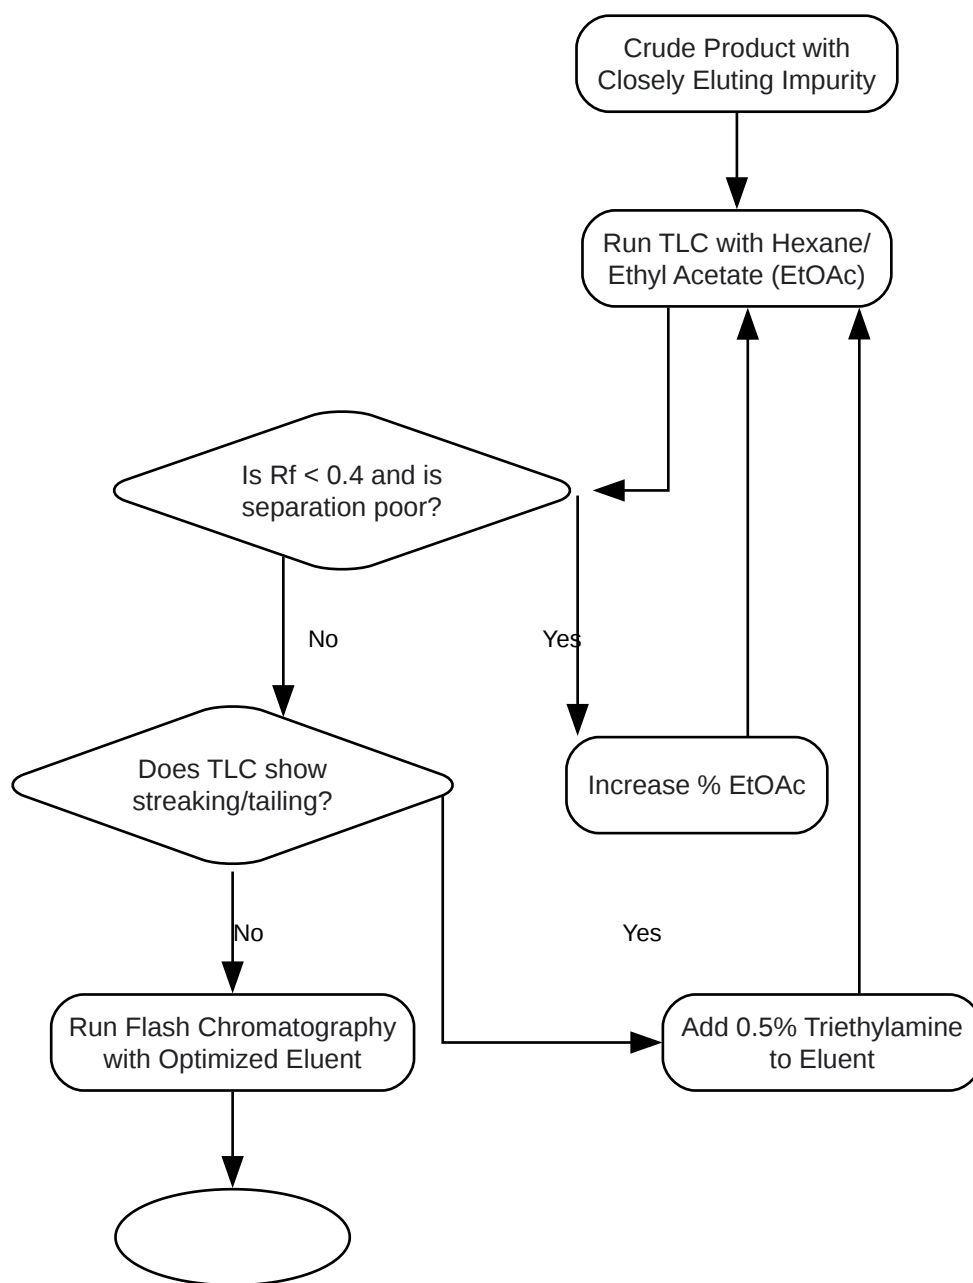 Crude Product with
Closely Eluting Impurity
Run TLC with Hexane/
Ethyl Acetate (EtOAc)
Is Rf < 0.4 and is
separation poor?
No
Yes
Does TLC show
streaking/tailing?
Increase % EtOAc
No
Yes
Run Flash Chromatography
with Optimized Eluent
Add 0.5% Triethylamine
to Eluent